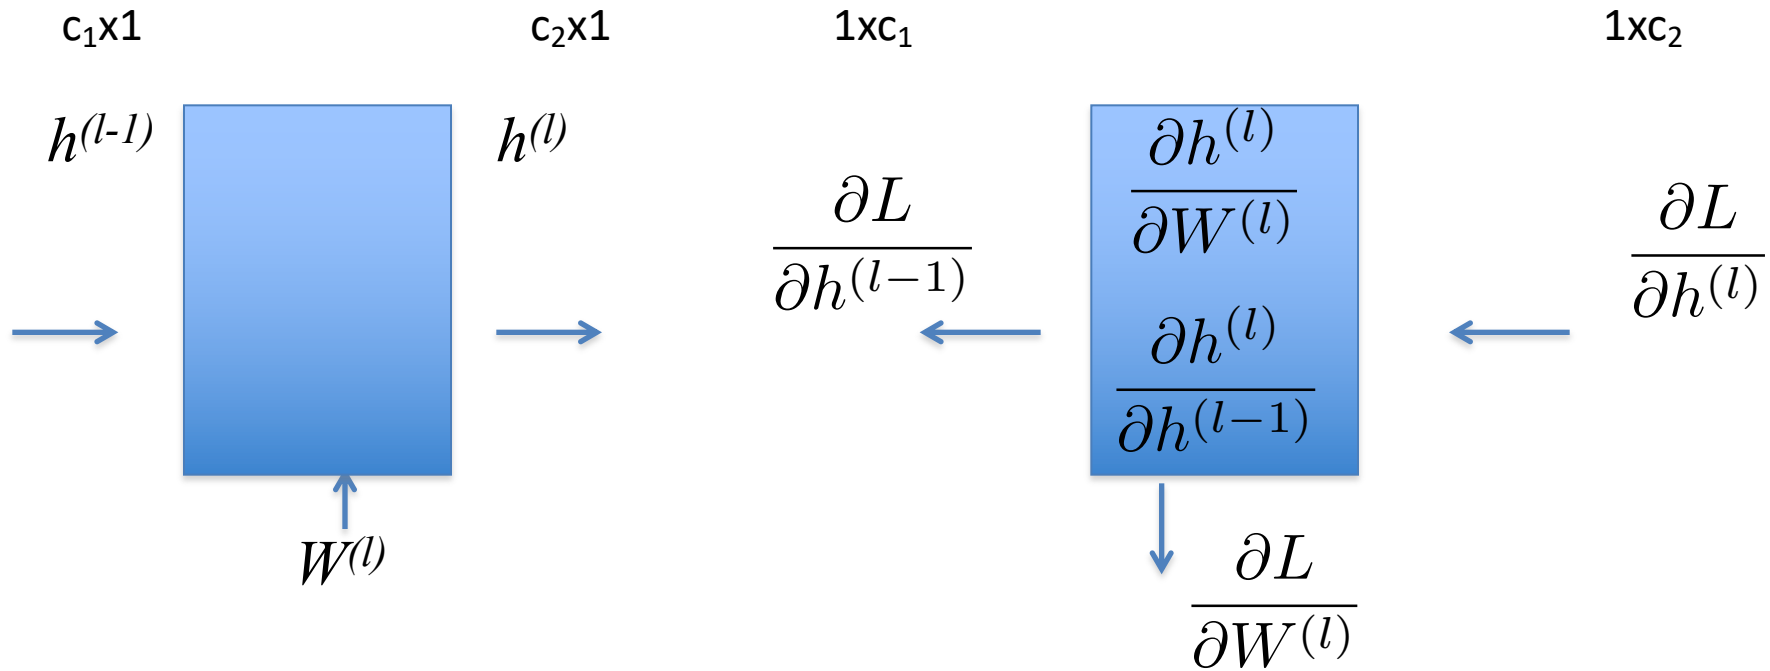 c₁x1
c₂x1
1xc₁
1xc₂
h^(l-1)
h^(l)
W^(l)
∂L
∂h^(l−1)
∂h^(l)
∂W^(l)
∂h^(l)
∂h^(l−1)
∂L
∂h^(l)
∂L
∂W^(l)